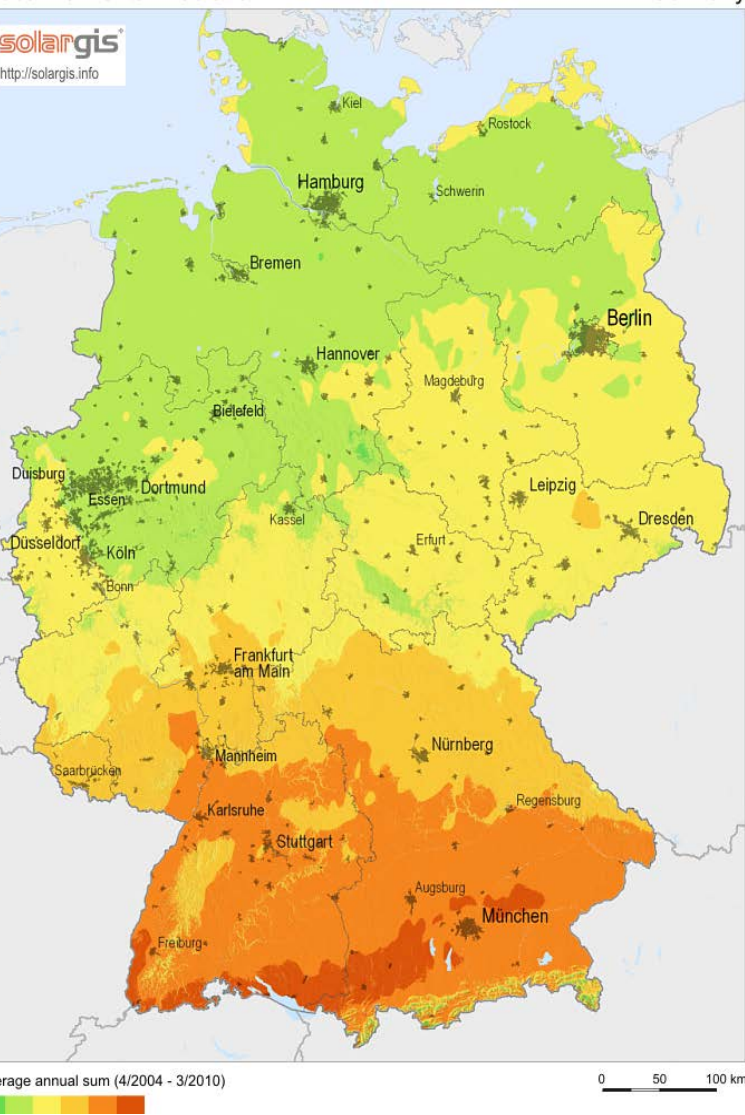 solargis
http://solargis.info
Kiel
Rostock
Hamburg
Schwerin
Bremen
Berlin
Hannover
Magdeburg
Bielefeld
Duisburg
Essen
Dortmund
Leipzig
Kassel
Dresden
Düsseldorf
Erfurt
Köln
Bonn
Frankfurt
am Main
Nürnberg
Mannheim
Saarbrücken
Regensburg
Karlsruhe
Stuttgart
Augsburg
München
Freiburg
erage annual sum (4/2004 - 3/2010)
0 50 100 km